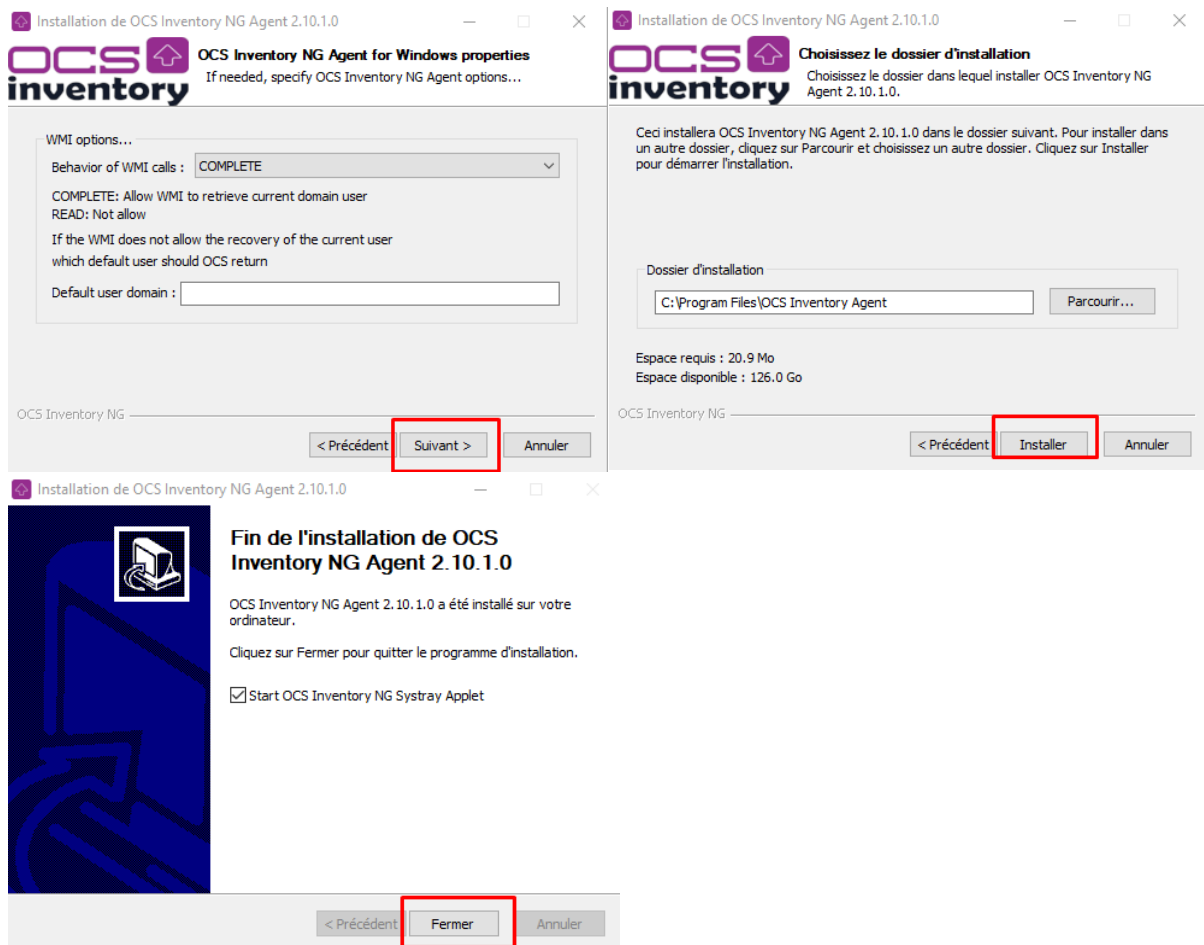 Installation de OCS Inventory NG Agent 2.10.1.0
OCS
inventory
OCS Inventory NG Agent for Windows properties
If needed, specify OCS Inventory NG Agent options...
WMI options...
Behavior of WMI calls :
COMPLETE
COMPLETE: Allow WMI to retrieve current domain user
READ: Not allow
If the WMI does not allow the recovery of the current user
which default user should OCS return
Default user domain :
OCS Inventory NG
< Précédent
Suivant >
Annuler
Installation de OCS Inventory NG Agent 2.10.1.0
OCS
inventory
Choisissez le dossier d'installation
Choisissez le dossier dans lequel installer OCS Inventory NG
Agent 2.10.1.0.
Ceci installera OCS Inventory NG Agent 2.10.1.0 dans le dossier suivant. Pour installer dans
un autre dossier, cliquez sur Parcourir et choisissez un autre dossier. Cliquez sur Installer
pour démarrer l'installation.
Dossier d'installation
C:\Program Files\OCS Inventory Agent
Parcourir...
Espace requis : 20.9 Mo
Espace disponible : 126.0 Go
OCS Inventory NG
< Précédent
Installer
Annuler
Installation de OCS Inventory NG Agent 2.10.1.0
Fin de l'installation de OCS
Inventory NG Agent 2.10.1.0
OCS Inventory NG Agent 2.10.1.0 a été installé sur votre
ordinateur.
Cliquez sur Fermer pour quitter le programme d'installation.
Start OCS Inventory NG Systray Applet
< Précédent
Fermer
Annuler